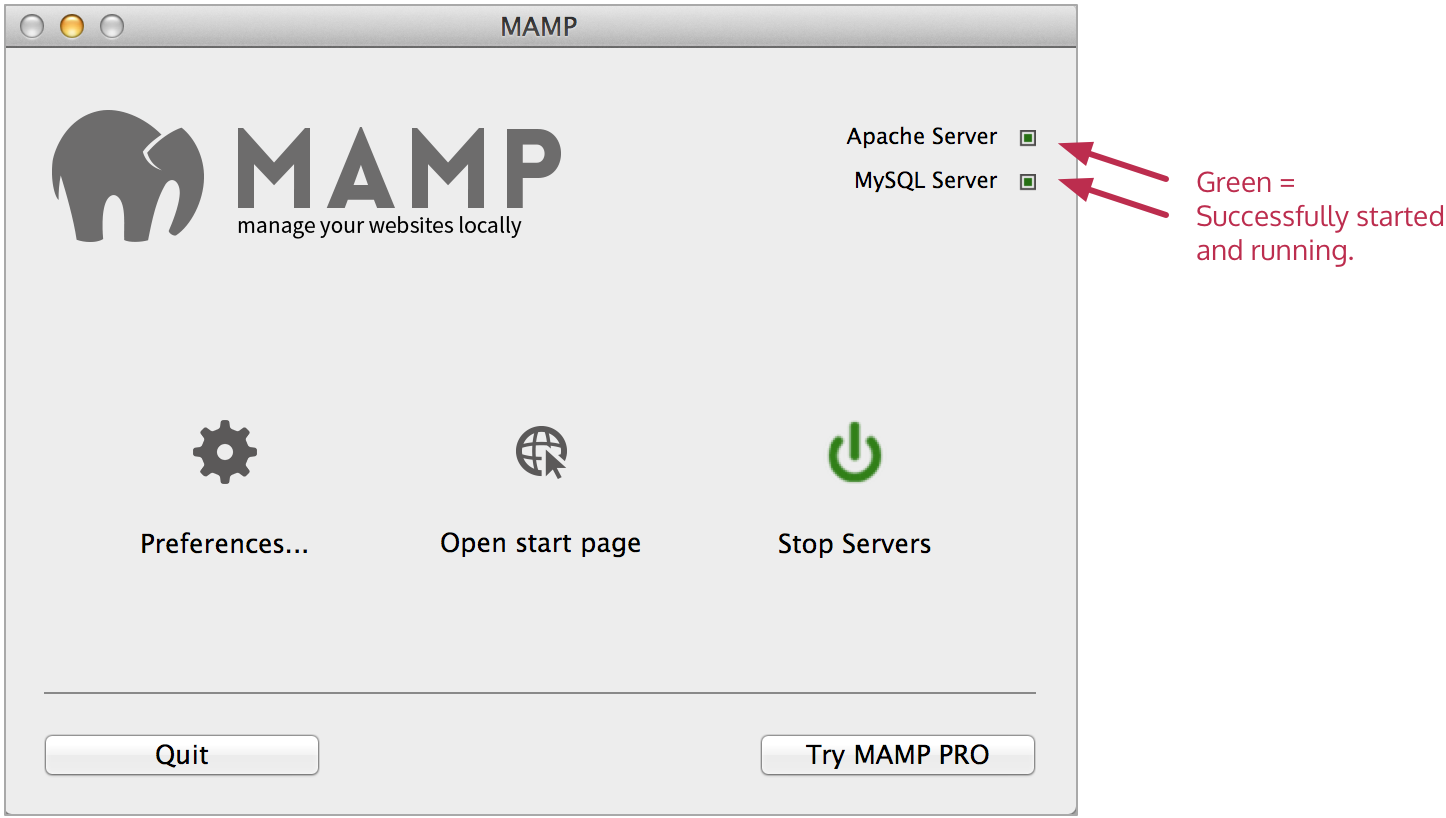 MAMP
MAMP
manage your websites locally
Apache Server
MySQL Server
Green =
Successfully started
and running.
Preferences...
Open start page
Stop Servers
Quit
Try MAMP PRO